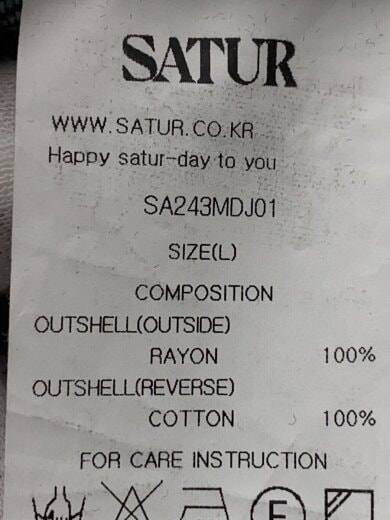 SATUR
WWW.SATUR.CO.KR
Happy satur-day to you
SA243MDJ01
SIZE(L)
COMPOSITION
OUTSHELL(OUTSIDE)
RAYON 100%
OUTSHELL(REVERSE)
COTTON 100%
FOR CARE INSTRUCTION
F